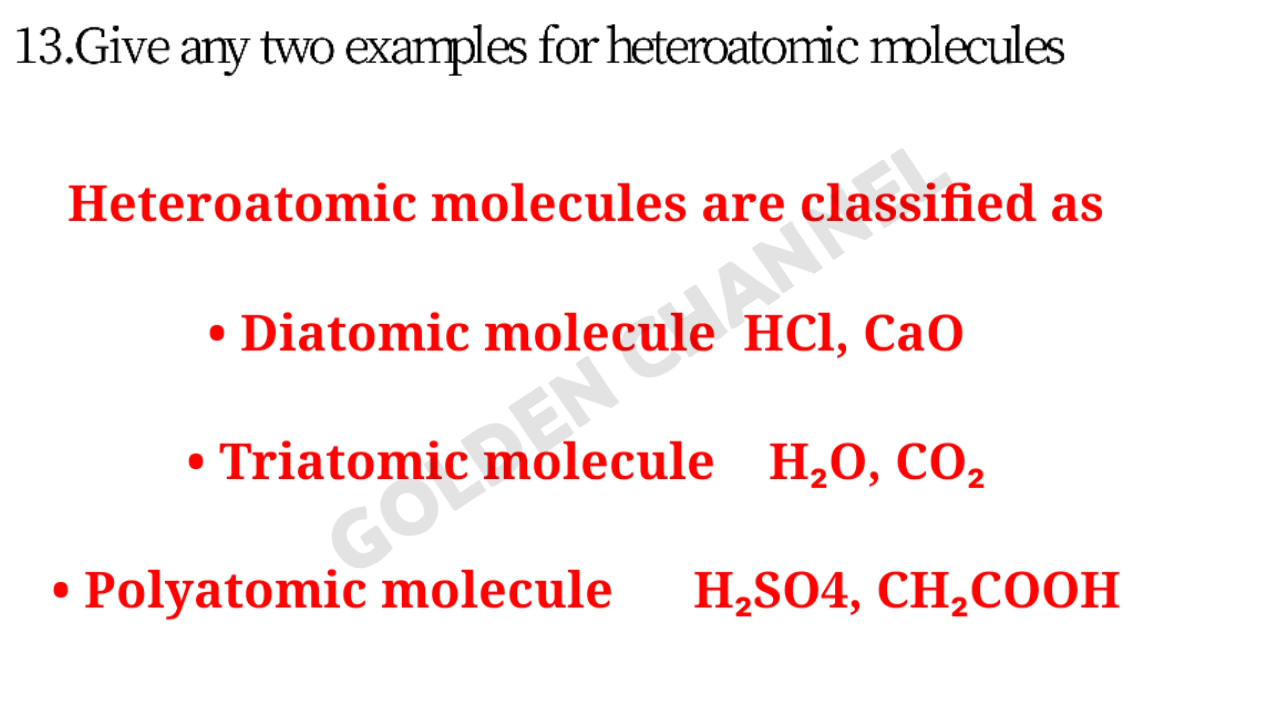 13.Give any two examples for heteroatomic molecules
Heteroatomic molecules are classified as
• Diatomic molecule HCl, CaO
• Triatomic molecule H₂O, CO₂
• Polyatomic molecule H₂SO4, CH₂COOH
GOLDEN CHANNEL